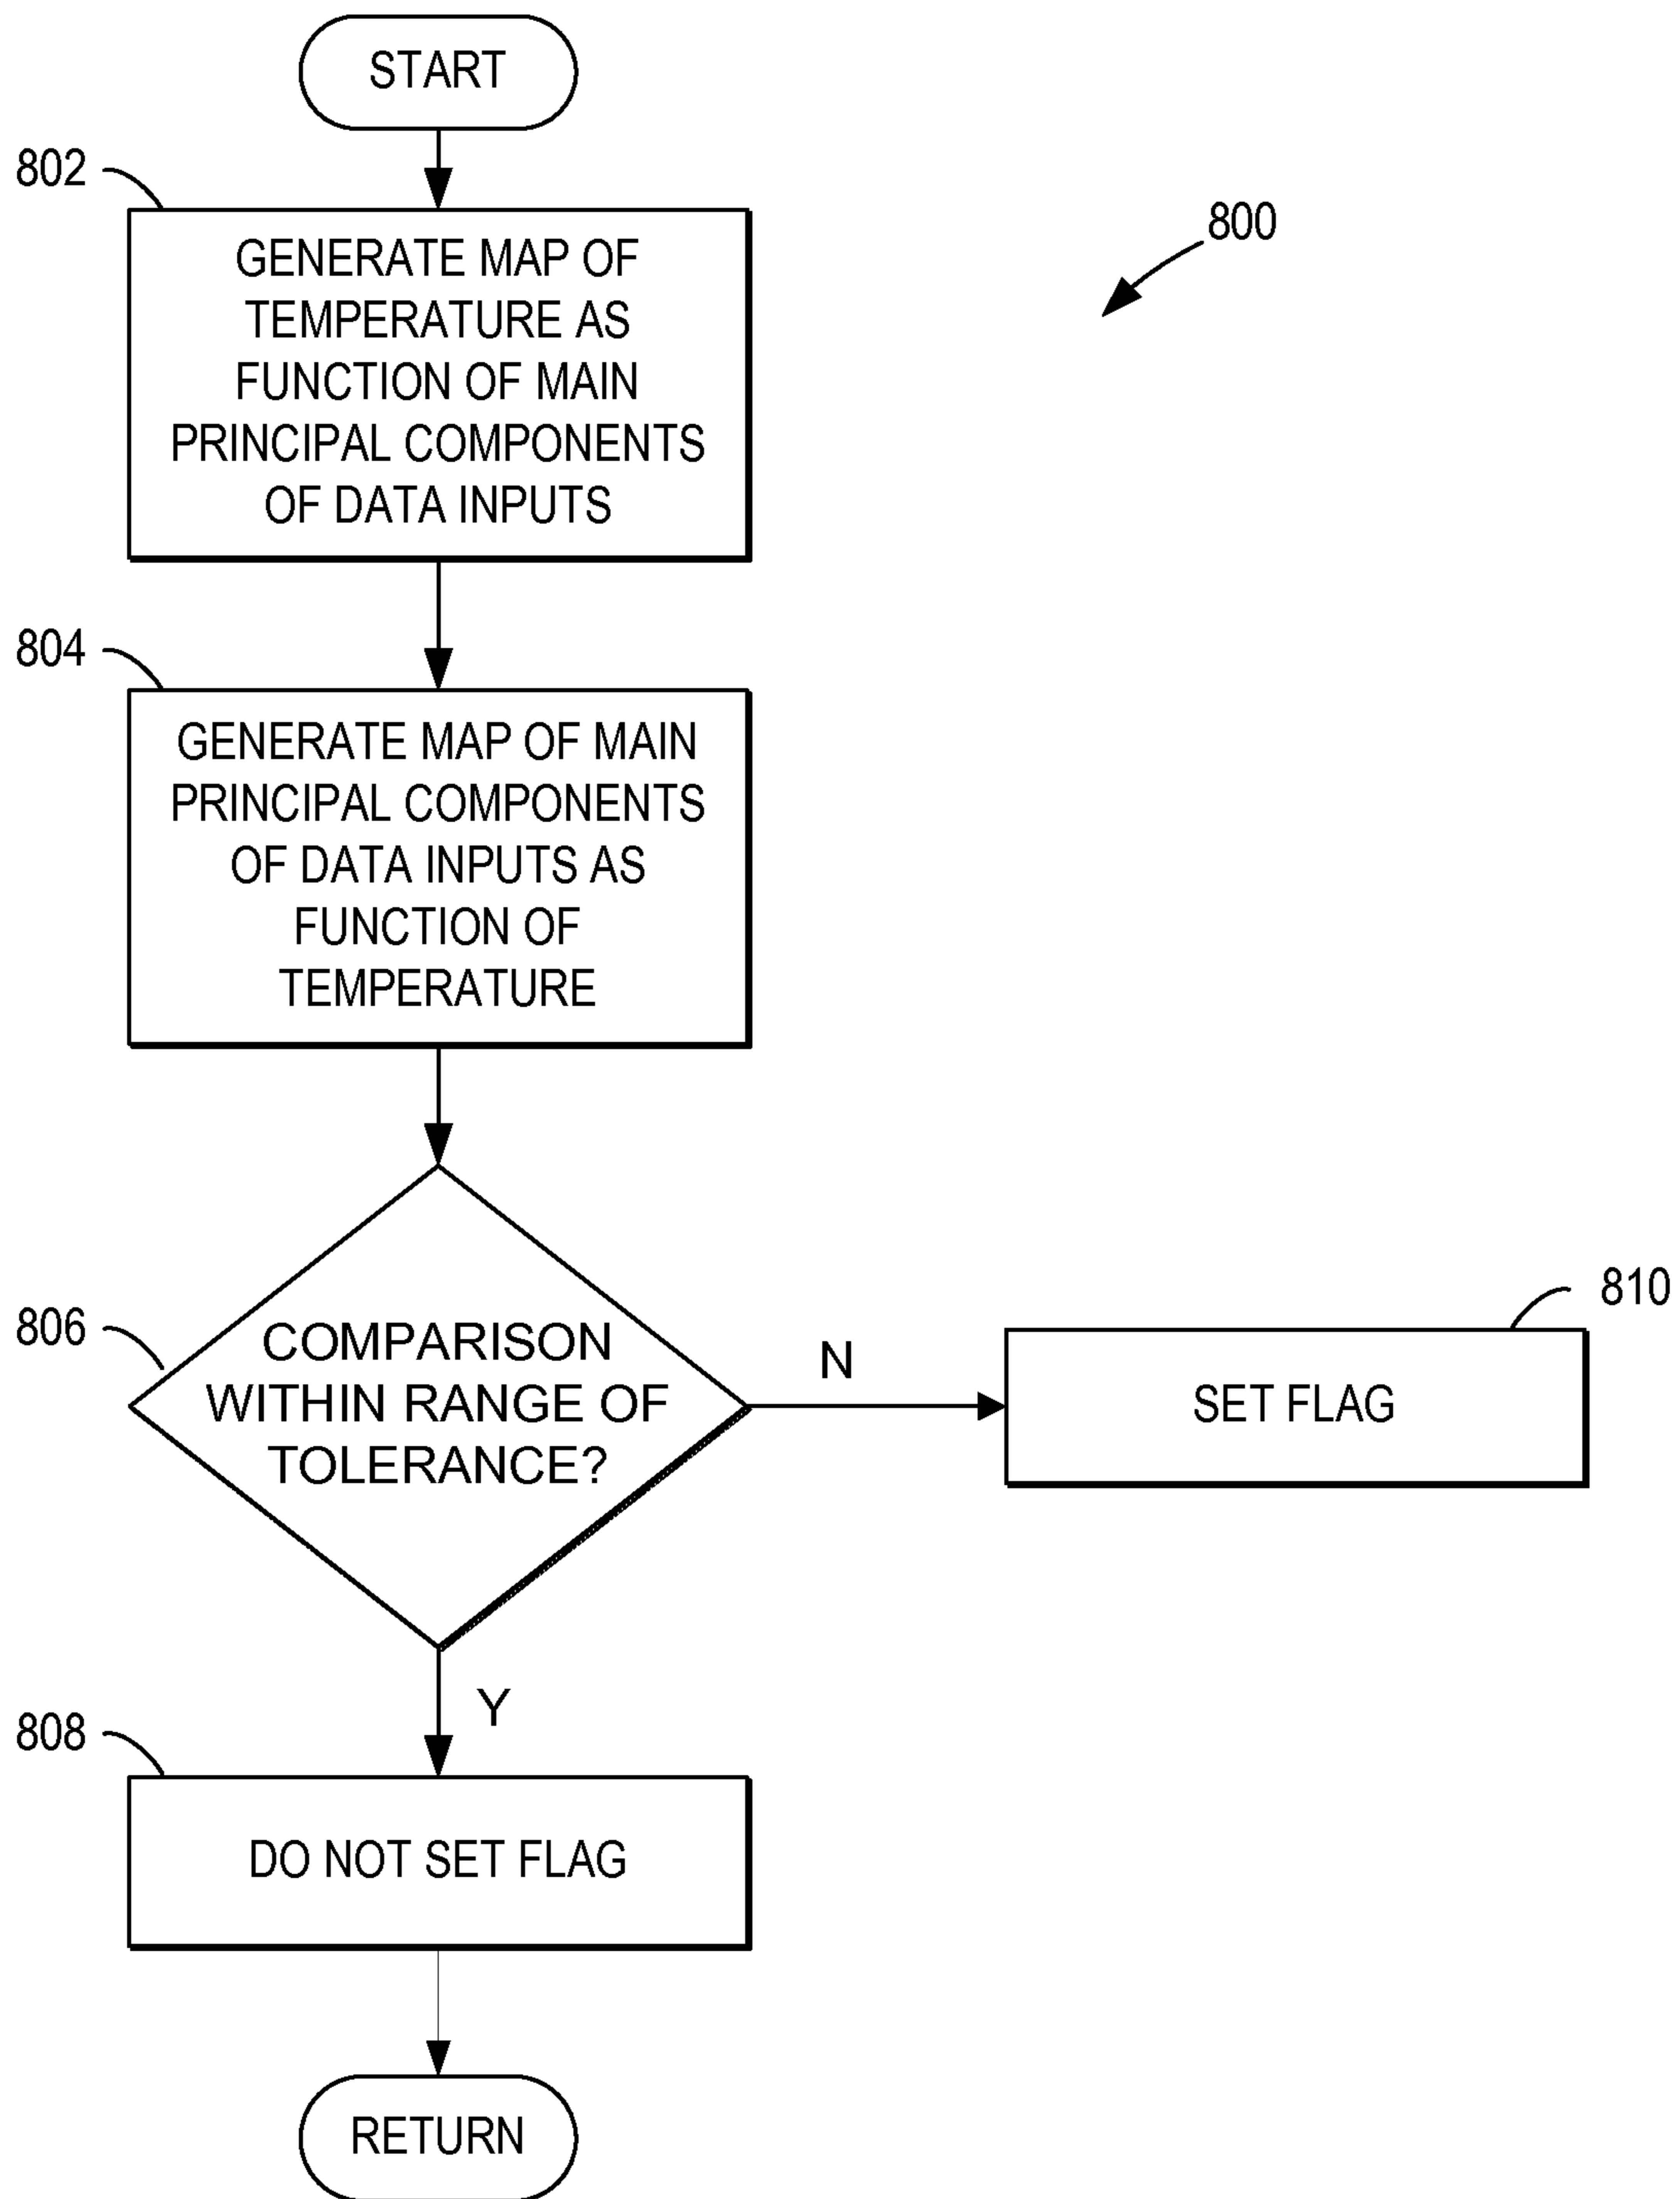 START
802
GENERATE MAP OF
TEMPERATURE AS
FUNCTION OF MAIN
PRINCIPAL COMPONENTS
OF DATA INPUTS
800
804
GENERATE MAP OF MAIN
PRINCIPAL COMPONENTS
OF DATA INPUTS AS
FUNCTION OF
TEMPERATURE
806
COMPARISON
WITHIN RANGE OF
TOLERANCE?
N
810
SET FLAG
Y
808
DO NOT SET FLAG
RETURN